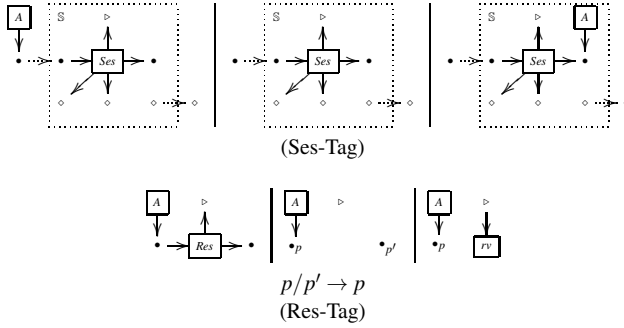 A 𝕊 ▷ 𝕊 ▷ 𝕊 ▷ A
Ses Ses Ses
(Ses-Tag)
A ▷ A ▷ A ▷
Res p p′ p rv
p/p′ → p
(Res-Tag)